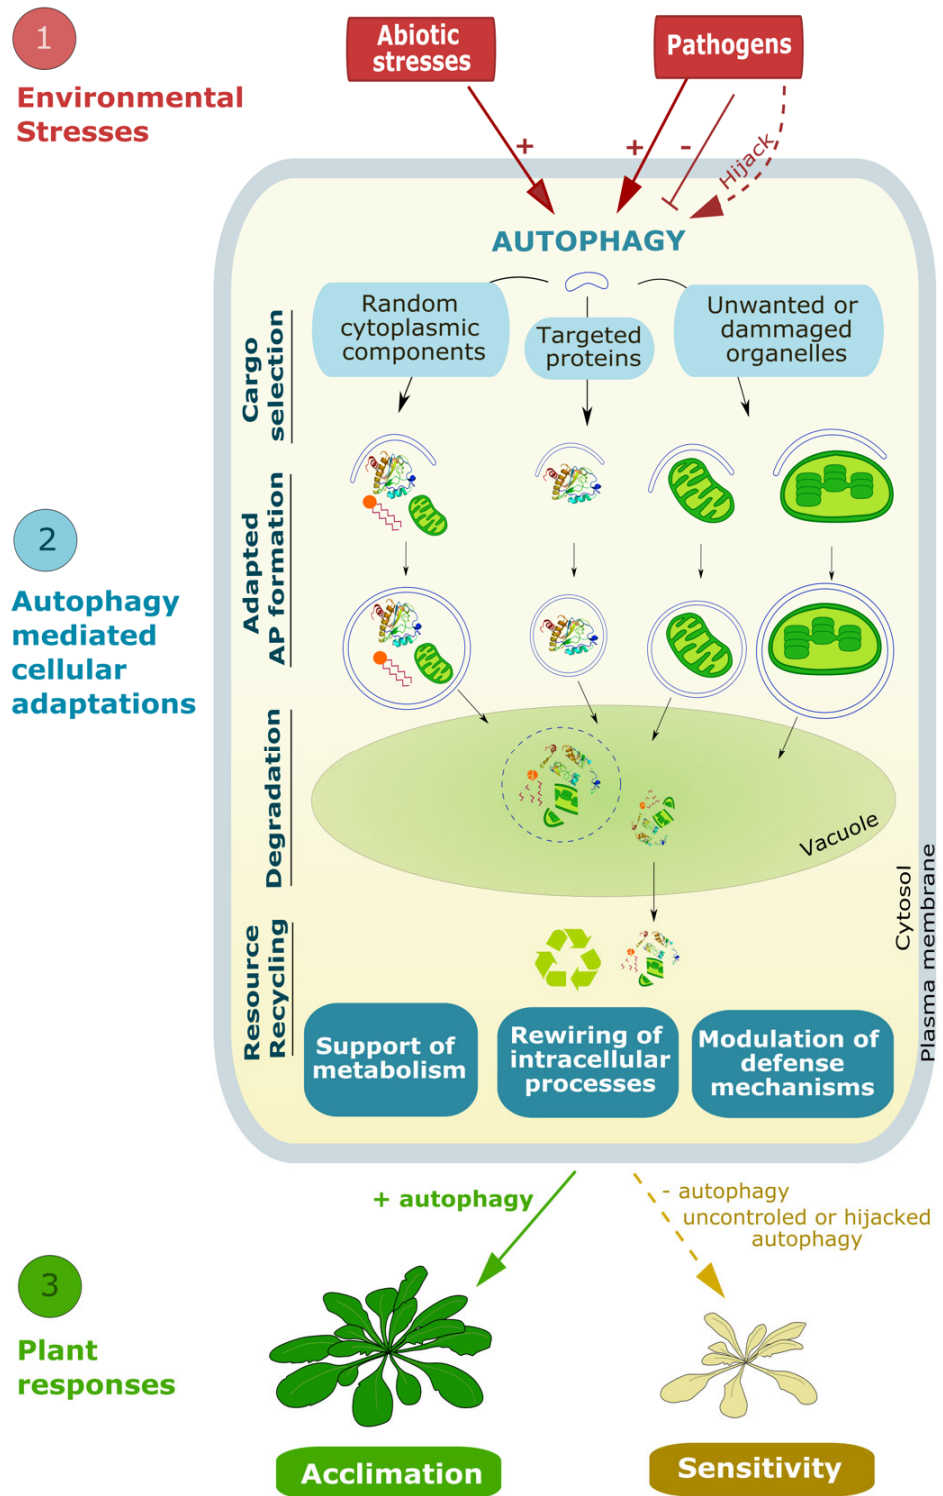 1
Environmental
Stresses
Abiotic
stresses
Pathogens
+
+
-
Hijack
AUTOPHAGY
Random
cytoplasmic
components
Targeted
proteins
Unwanted or
dammaged
organelles
Cargo
selection
2
Autophagy
mediated
cellular
adaptations
Adapted
AP formation
Degradation
Vacuole
Cytosol
Plasma membrane
Resource
Recycling
Support of
metabolism
Rewiring of
intracellular
processes
Modulation of
defense
mechanisms
+ autophagy
- autophagy
uncontroled or hijacked
autophagy
3
Plant
responses
Acclimation
Sensitivity